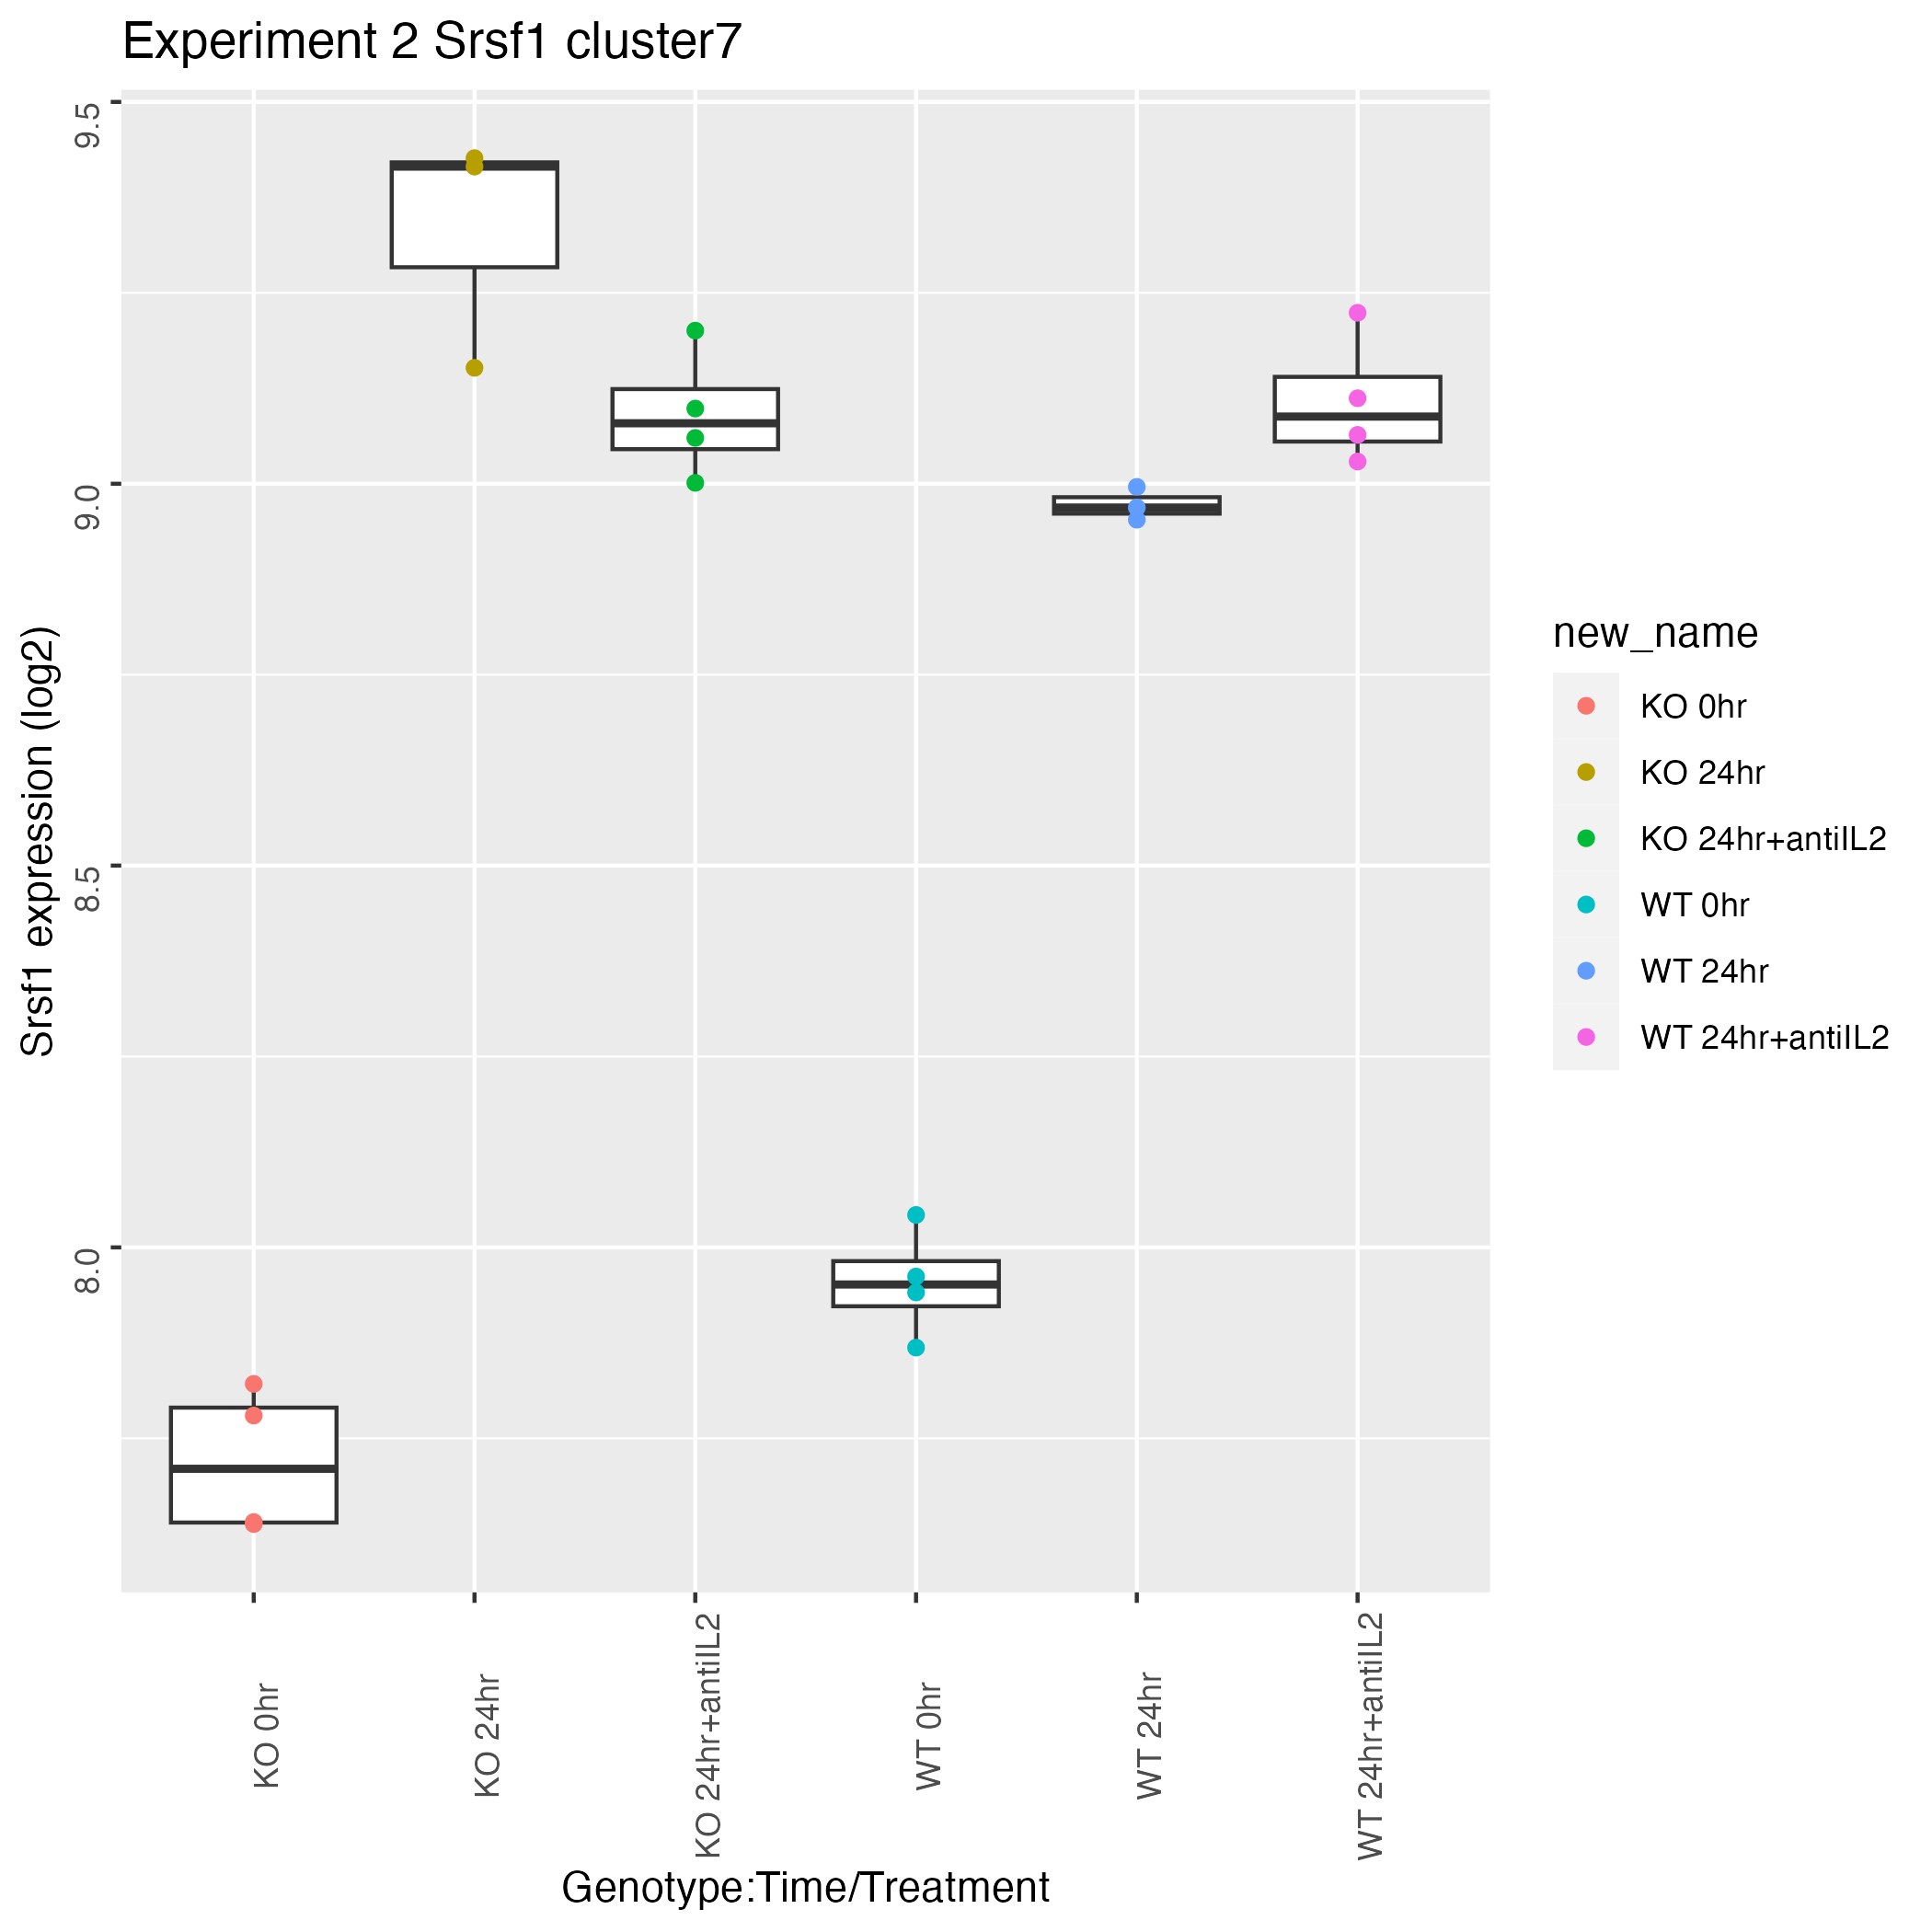 Experiment 2 Srsf1 cluster7
9.5
9.0
8.5
8.0
Srsf1 expression (log2)
KO 0hr
KO 24hr
KO 24hr+antiIL2
WT 0hr
WT 24hr
WT 24hr+antiIL2
Genotype:Time/Treatment
new_name
KO 0hr
KO 24hr
KO 24hr+antiIL2
WT 0hr
WT 24hr
WT 24hr+antiIL2